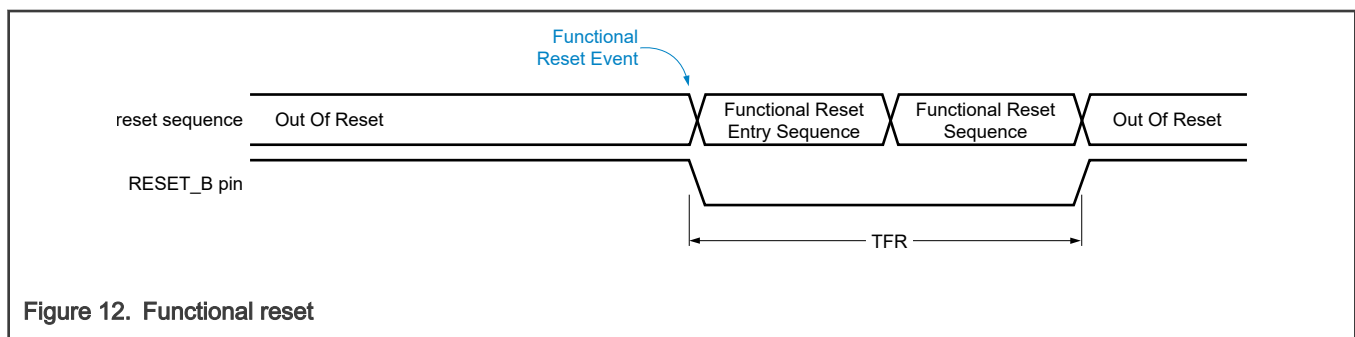 Functional
Reset Event
reset sequence
Out Of Reset
Functional Reset
Entry Sequence
Functional Reset
Sequence
Out Of Reset
RESET_B pin
TFR
Figure 12. Functional reset